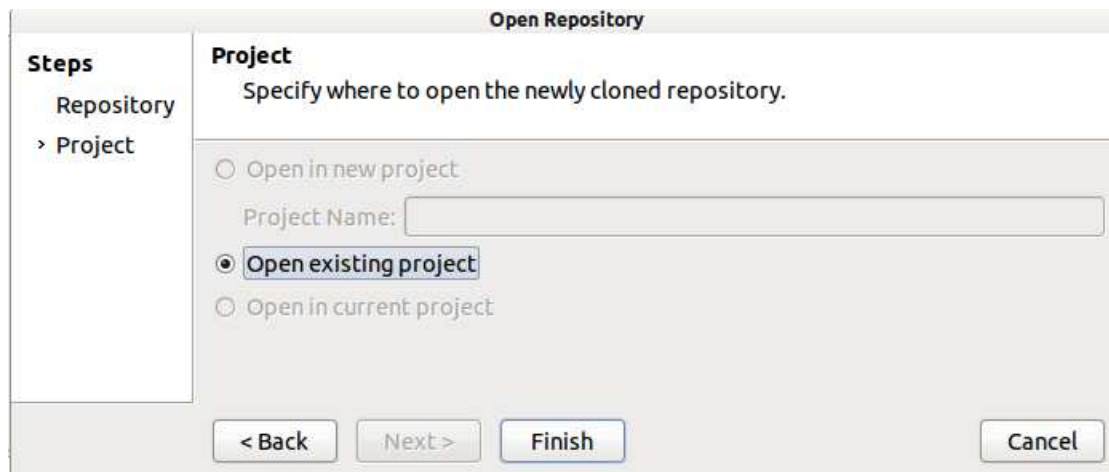 Open Repository
Steps
Repository
› Project
Project
Specify where to open the newly cloned repository.
Open in new project
Project Name:
Open existing project
Open in current project
< Back
Next >
Finish
Cancel